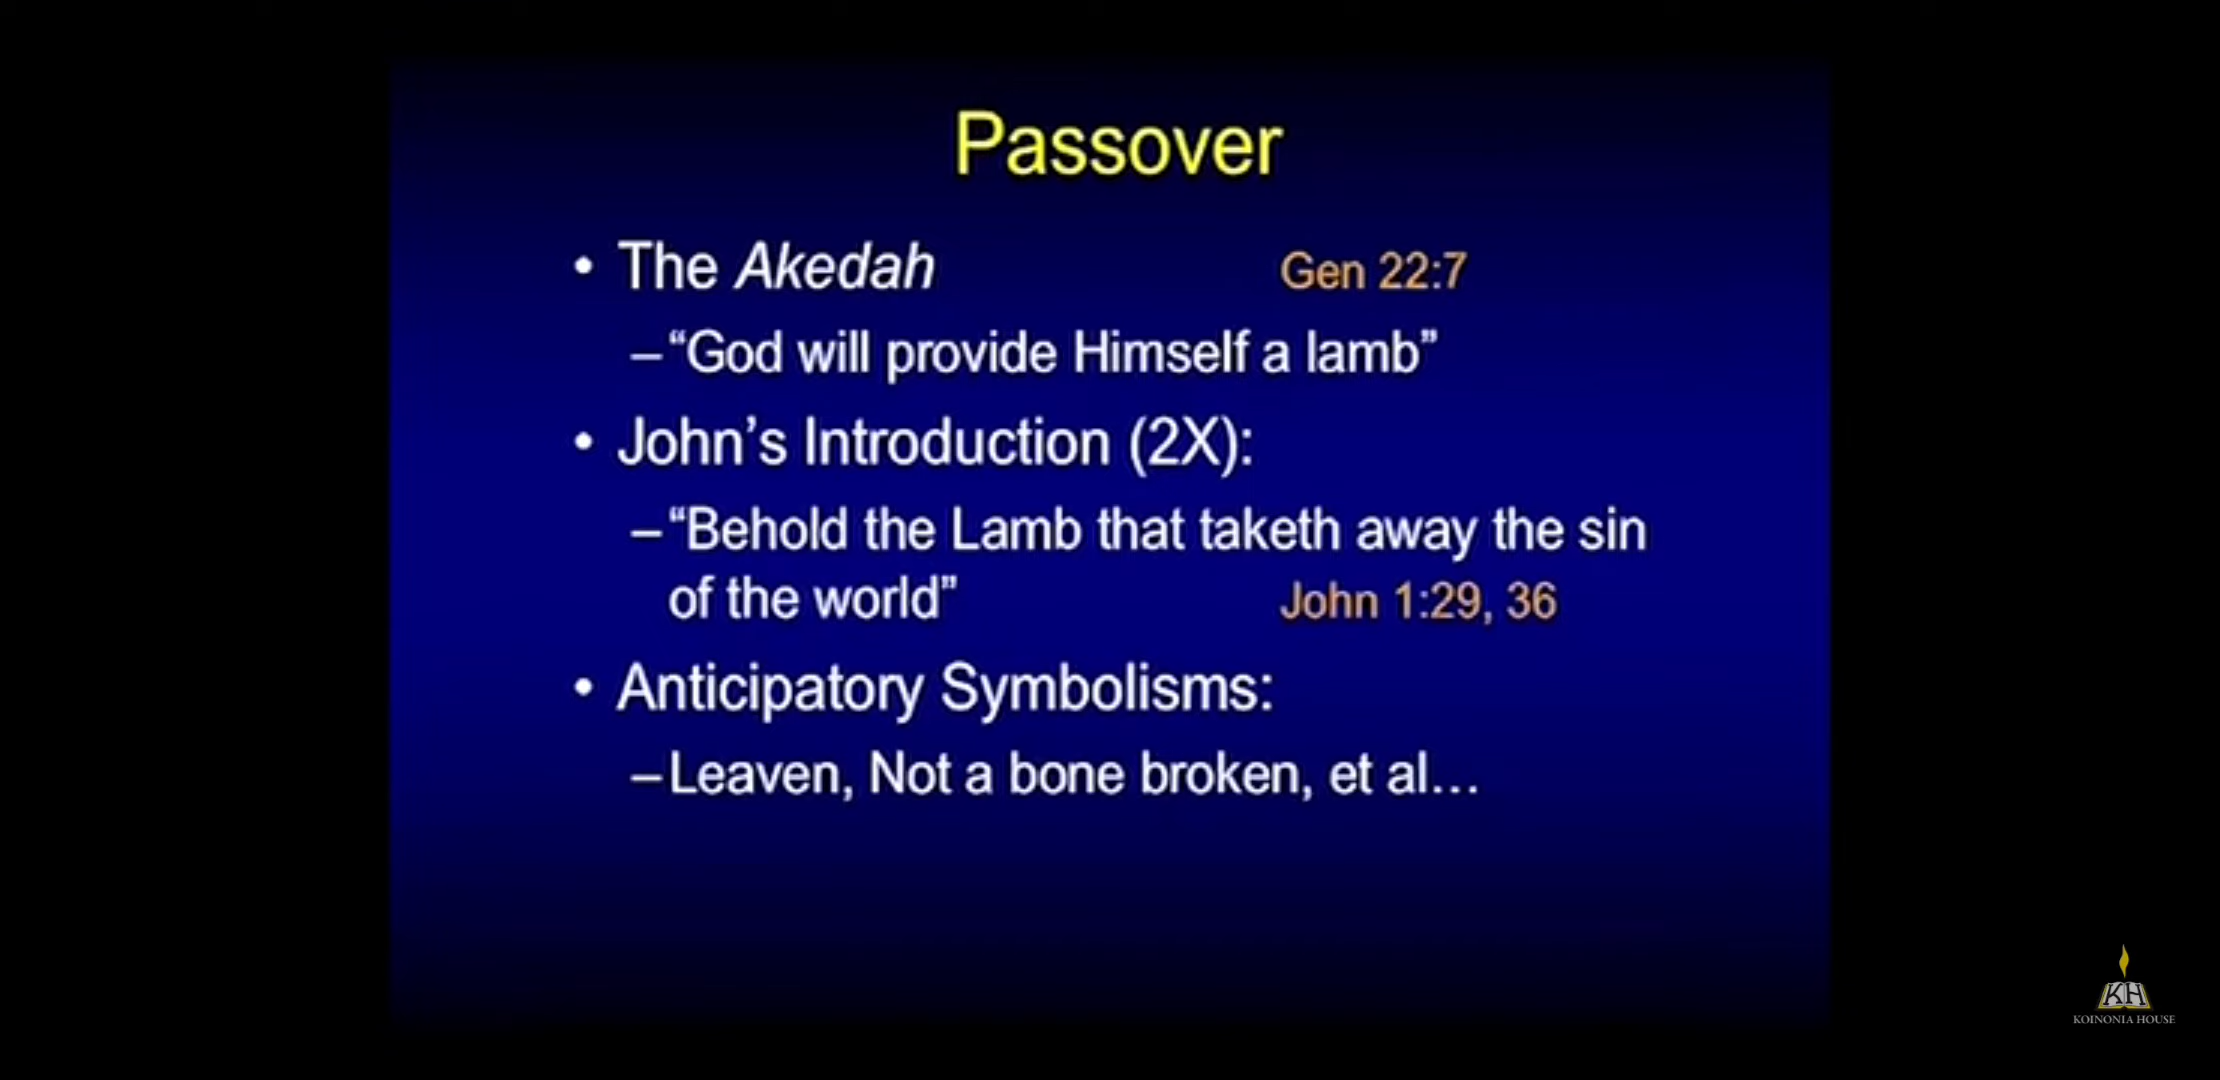 Passover
• The Akedah Gen 22:7
–“God will provide Himself a lamb”
• John’s Introduction (2X):
–“Behold the Lamb that taketh away the sin
of the world” John 1:29, 36
• Anticipatory Symbolisms:
–Leaven, Not a bone broken, et al...
KH
KOINONIA HOUSE